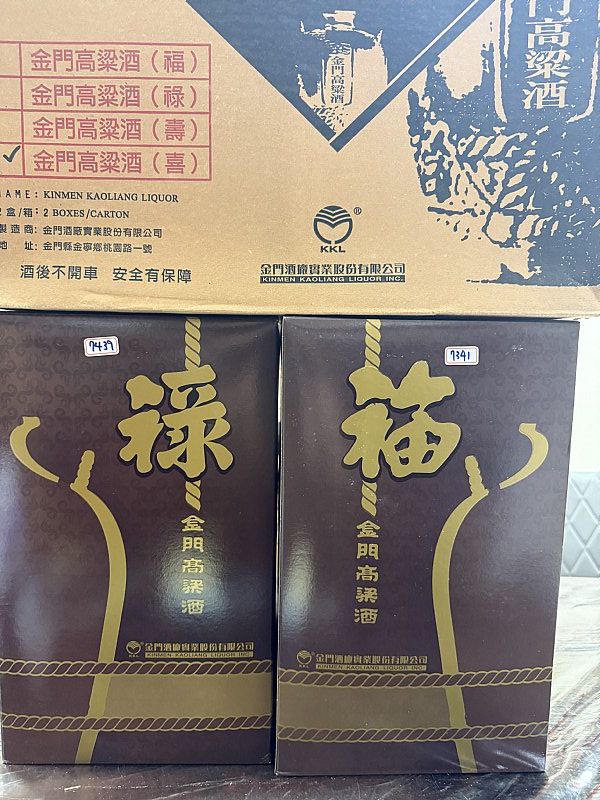 門高粱酒
金門高粱酒
金門高粱酒（福）
金門高粱酒（祿）
金門高粱酒（壽）
✓ 金門高粱酒（喜）
NAME: KINMEN KAOLIANG LIQUOR
盒/箱: 2 BOXES/CARTON
製造商: 金門酒廠實業股份有限公司
地 址: 金門縣金寧鄉桃園路一號
酒後不開車 安全有保障
®
KKL
金門酒廠實業股份有限公司
KINMEN KAOLIANG LIQUOR INC.
7439
祿
金門高粱酒
KKL
金門酒廠實業股份有限公司
KINMEN KAOLIANG LIQUOR INC.
7341
福
金門高粱酒
KKL
金門酒廠實業股份有限公司
KINMEN KAOLIANG LIQUOR INC.